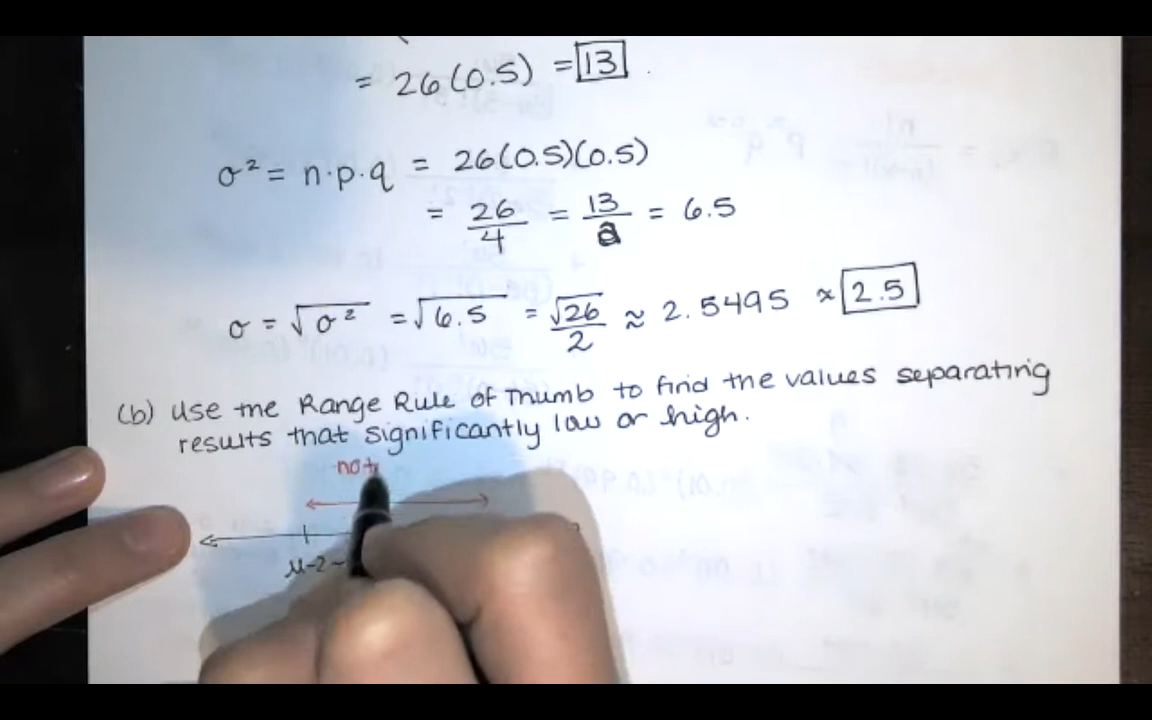 = 26 (0.5) = 13
σ² = n·p·q = 26(0.5)(0.5)
= 26/4 = 13/2 = 6.5
σ = √σ² = √6.5 = √26/2 ≈ 2.5495 ≈ 2.5
(b) Use the Range Rule of Thumb to find the values separating
results that significantly low or high.
not
μ-2